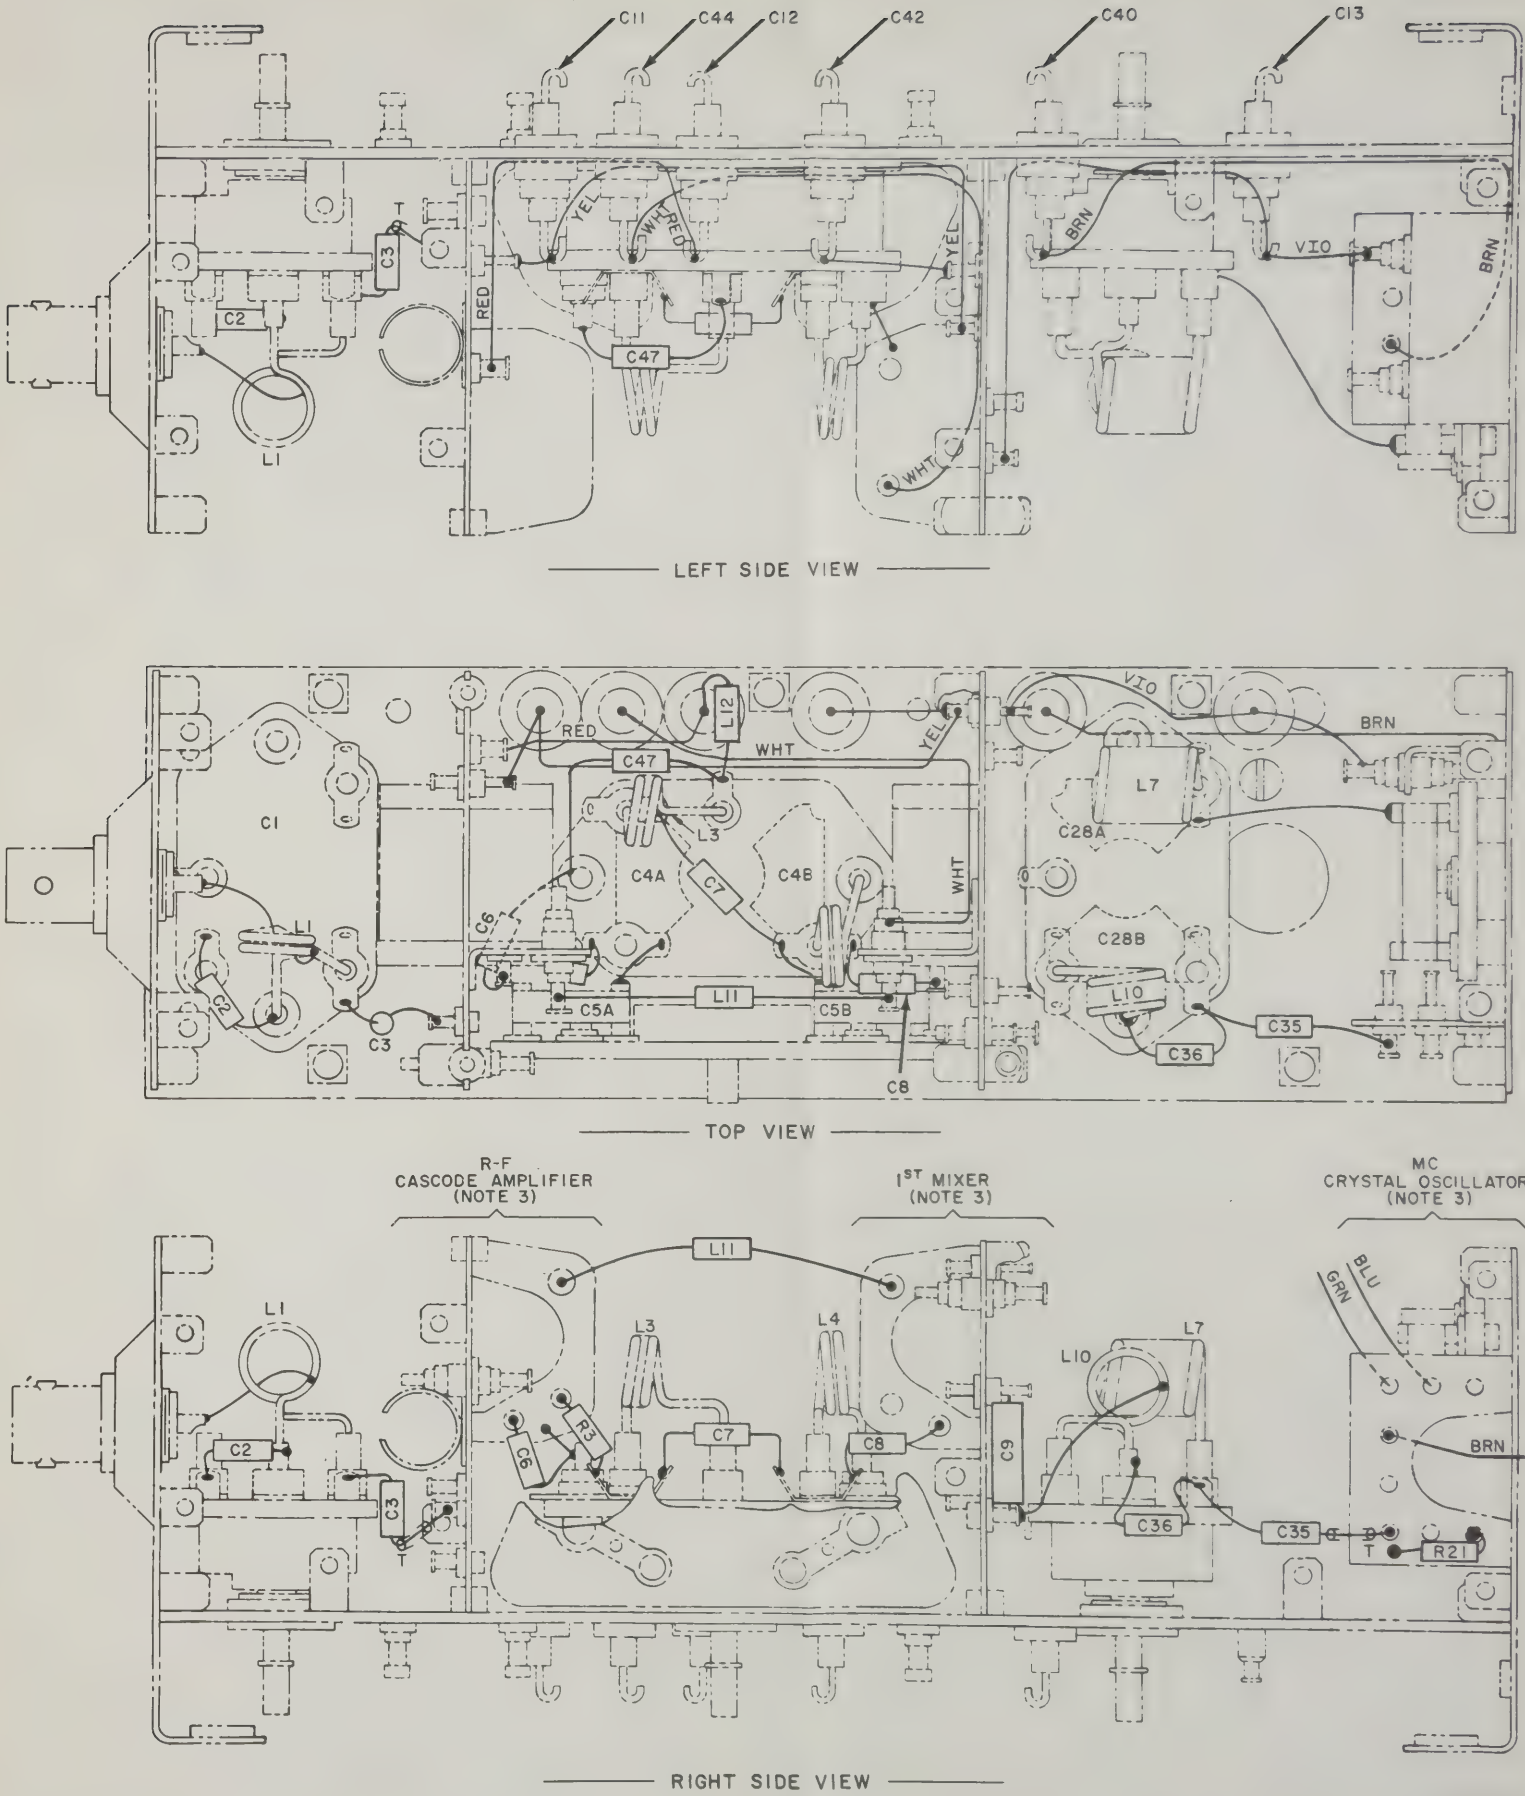 C11
C44
C12
C42
C40
C13
T
C3
YEL
WHT
RED
YEL
BRN
VIO
BRN
C2
RED
C47
L1
WHT
LEFT SIDE VIEW
VIO
L12
RED
YEL
BRN
WHT
C47
L7
C1
L3
C28A
C4A
C7
C4B
WHT
C6
L1
C28B
C2
L11
L10
C5A
C5B
C35
C3
C36
C8
TOP VIEW
R-F
CASCODE AMPLIFIER
(NOTE 3)
1ST MIXER
(NOTE 3)
MC
CRYSTAL OSCILLATOR
(NOTE 3)
L11
BLU
GRN
L1
L3
L4
L7
L10
R3
C7
C8
C2
C6
C9
BRN
C3
C36
C35
T
T
R21
RIGHT SIDE VIEW